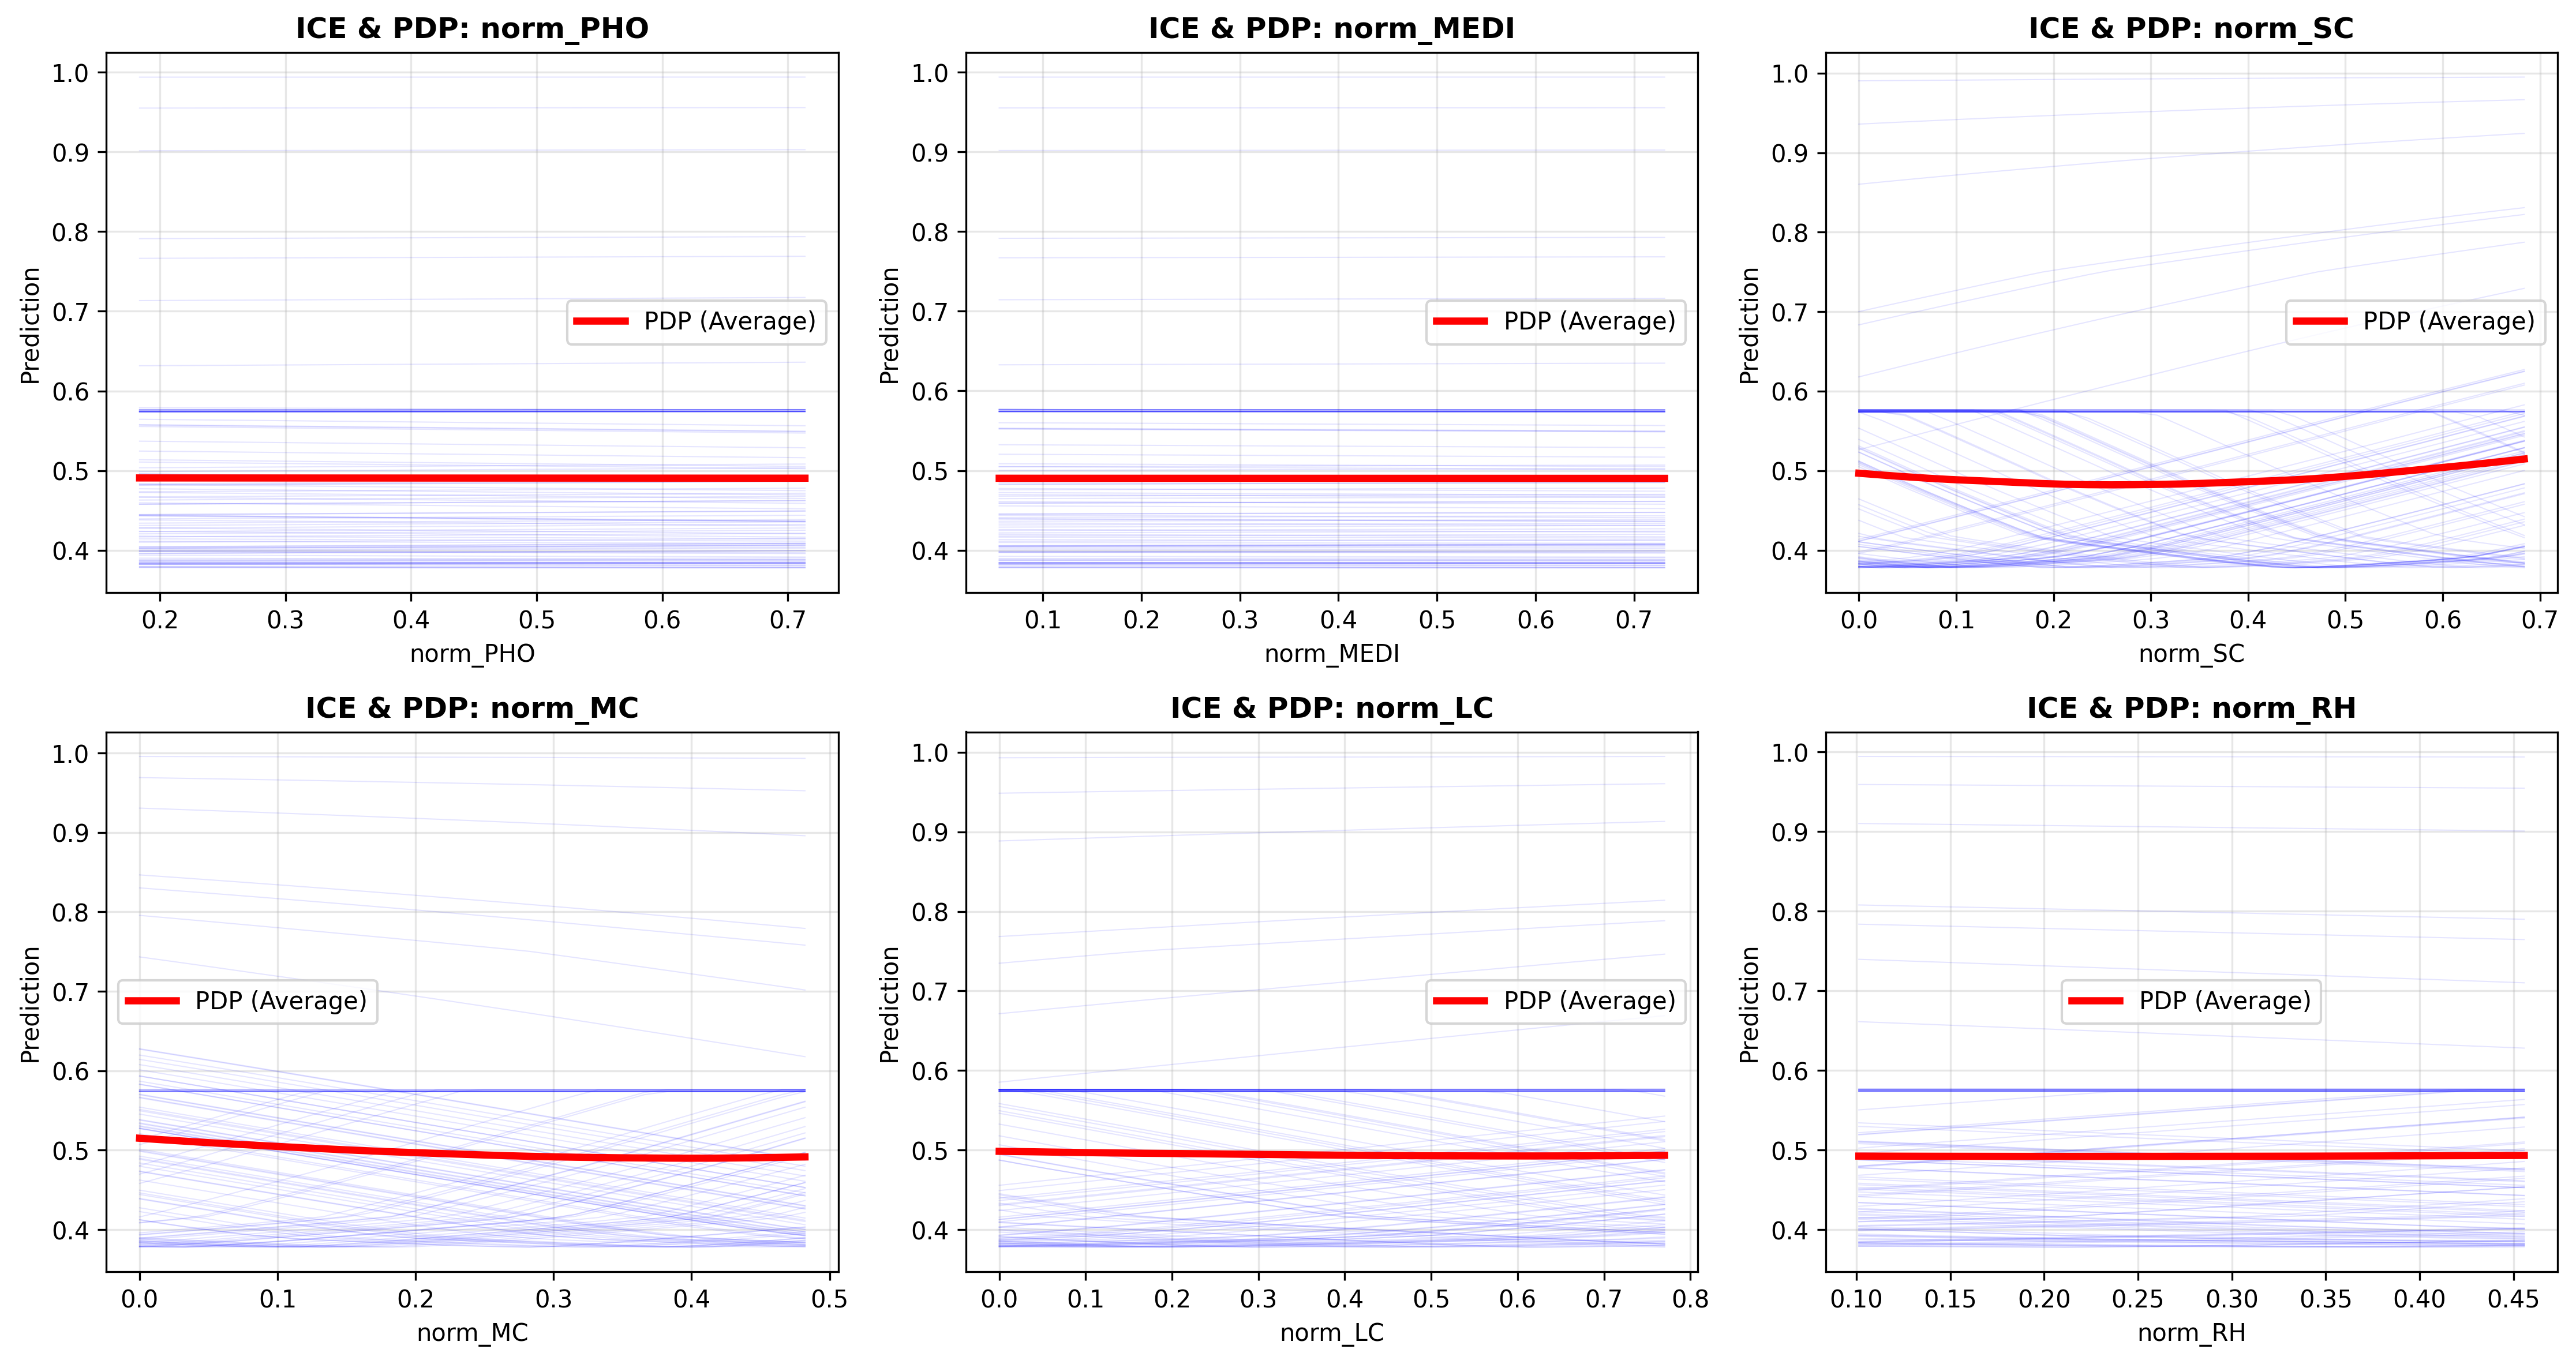 ICE & PDP: norm_PHO
1.0
0.9
0.8
0.7
0.6
0.5
0.4
Prediction
PDP (Average)
0.2 0.3 0.4 0.5 0.6 0.7
norm_PHO
ICE & PDP: norm_MEDI
1.0
0.9
0.8
0.7
0.6
0.5
0.4
Prediction
PDP (Average)
0.1 0.2 0.3 0.4 0.5 0.6 0.7
norm_MEDI
ICE & PDP: norm_SC
1.0
0.9
0.8
0.7
0.6
0.5
0.4
Prediction
PDP (Average)
0.0 0.1 0.2 0.3 0.4 0.5 0.6 0.7
norm_SC
ICE & PDP: norm_MC
1.0
0.9
0.8
0.7
0.6
0.5
0.4
Prediction
PDP (Average)
0.0 0.1 0.2 0.3 0.4 0.5
norm_MC
ICE & PDP: norm_LC
1.0
0.9
0.8
0.7
0.6
0.5
0.4
Prediction
PDP (Average)
0.0 0.1 0.2 0.3 0.4 0.5 0.6 0.7 0.8
norm_LC
ICE & PDP: norm_RH
1.0
0.9
0.8
0.7
0.6
0.5
0.4
Prediction
PDP (Average)
0.10 0.15 0.20 0.25 0.30 0.35 0.40 0.45
norm_RH